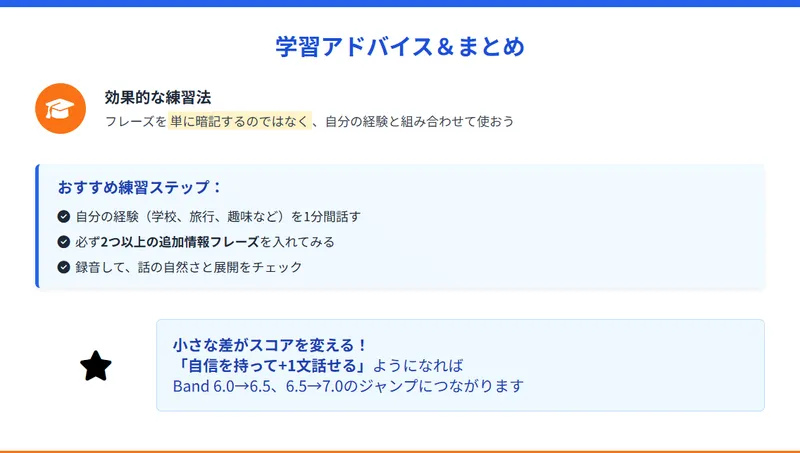 学習アドバイス＆まとめ
効果的な練習法
フレーズを単に暗記するのではなく、自分の経験と組み合わせて使おう
おすすめ練習ステップ：
自分の経験（学校、旅行、趣味など）を1分間話す
必ず2つ以上の追加情報フレーズを入れてみる
録音して、話の自然さと展開をチェック
小さな差がスコアを変える！
「自信を持って+1文話せる」ようになれば
Band 6.0→6.5、6.5→7.0のジャンプにつながります